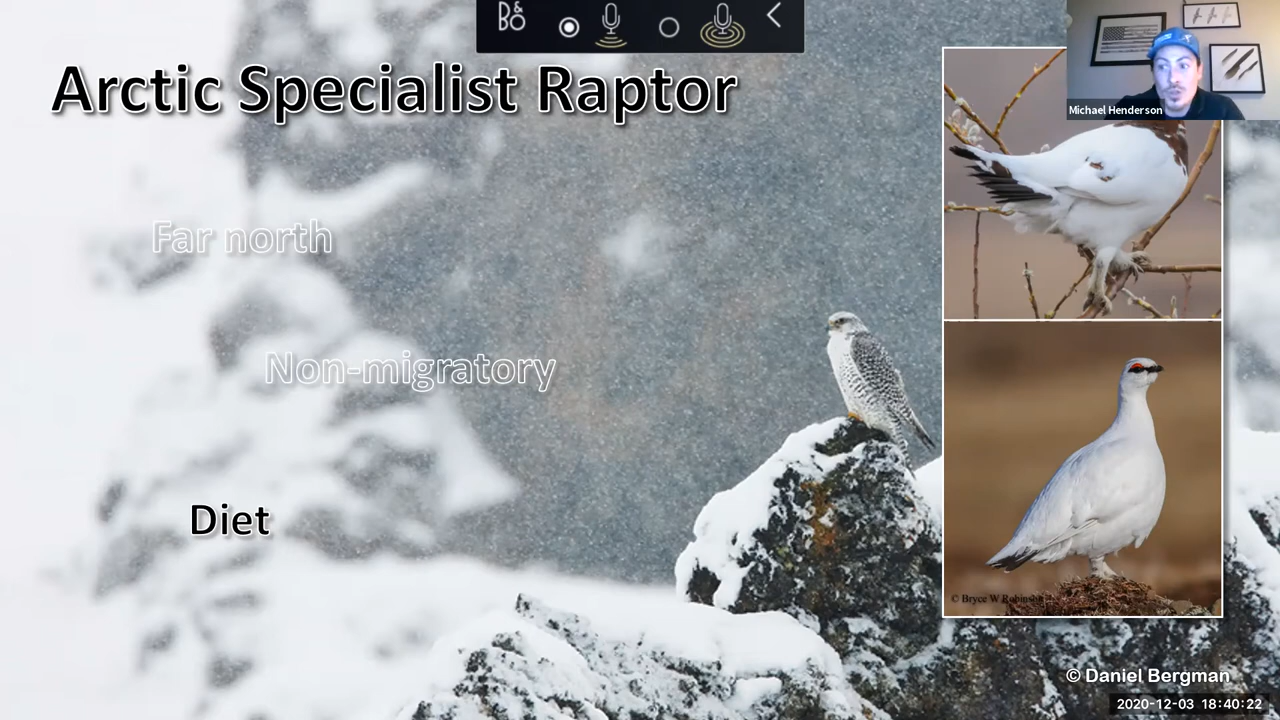 Arctic Specialist Raptor
Michael Henderson
Far north
Non-migratory
Diet
© Bryce W Robinson
© Daniel Bergman
2020-12-03 18:40:22